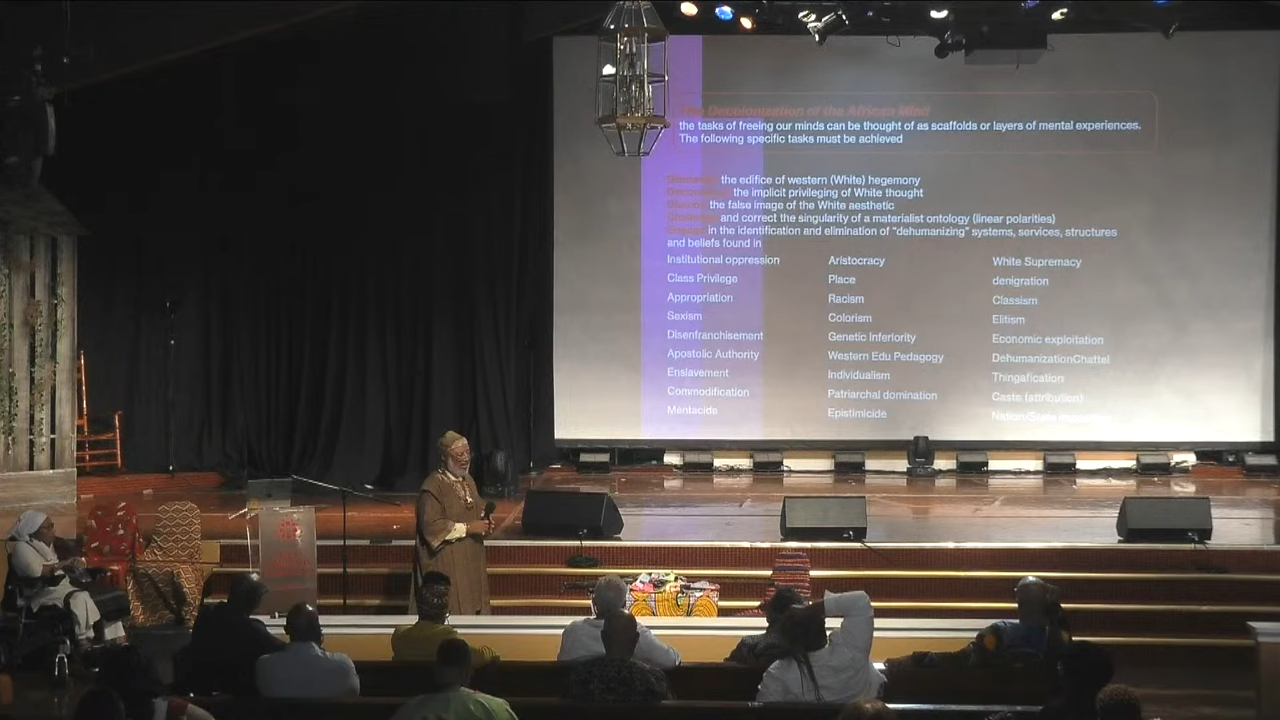 The Decolonization of the African Mind
the tasks of freeing our minds can be thought of as scaffolds or layers of mental experiences.
The following specific tasks must be achieved
the edifice of western (White) hegemony
the implicit privileging of White thought
the false image of the White aesthetic
and correct the singularity of a materialist ontology (linear polarities)
in the identification and elimination of "dehumanizing" systems, services, structures
and beliefs found in
Institutional oppression Aristocracy White Supremacy
Class Privilege Place denigration
Appropriation Racism Classism
Sexism Colorism Elitism
Disenfranchisement Genetic Inferiority Economic exploitation
Apostolic Authority Western Edu Pedagogy DehumanizationChattel
Enslavement Individualism Thingafication
Commodification Patriarchal domination Caste (attribution)
Mentacide Epistimicide Nation/State